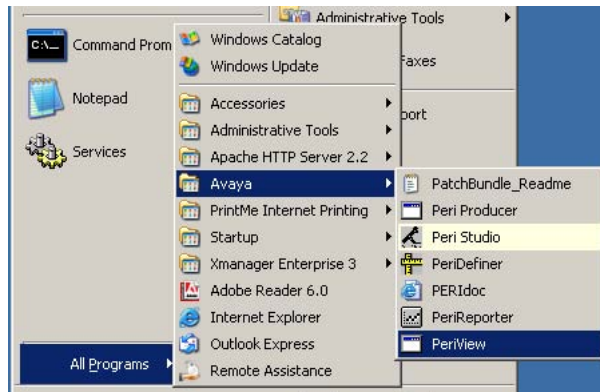 Administrative Tools
Faxes
port
C:\_
Command Prom
Notepad
Services
All Programs
Windows Catalog
Windows Update
Accessories
Administrative Tools
Apache HTTP Server 2.2
Avaya
PrintMe Internet Printing
Startup
Xmanager Enterprise 3
Adobe Reader 6.0
Internet Explorer
Outlook Express
Remote Assistance
PatchBundle_Readme
Peri Producer
Peri Studio
PeriDefiner
PERIdoc
PeriReporter
PeriView